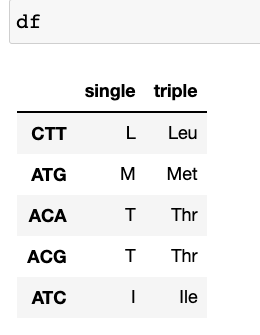 df
single triple
CTT L Leu
ATG M Met
ACA T Thr
ACG T Thr
ATC I Ile